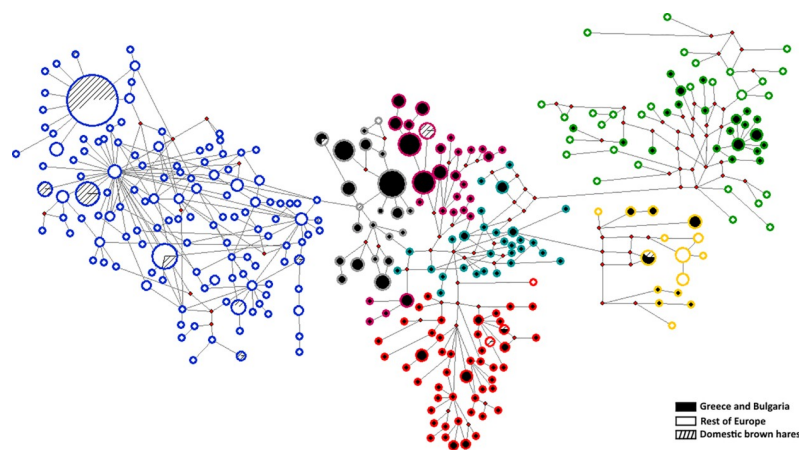 Greece and Bulgaria
Rest of Europe
Domestic brown hares